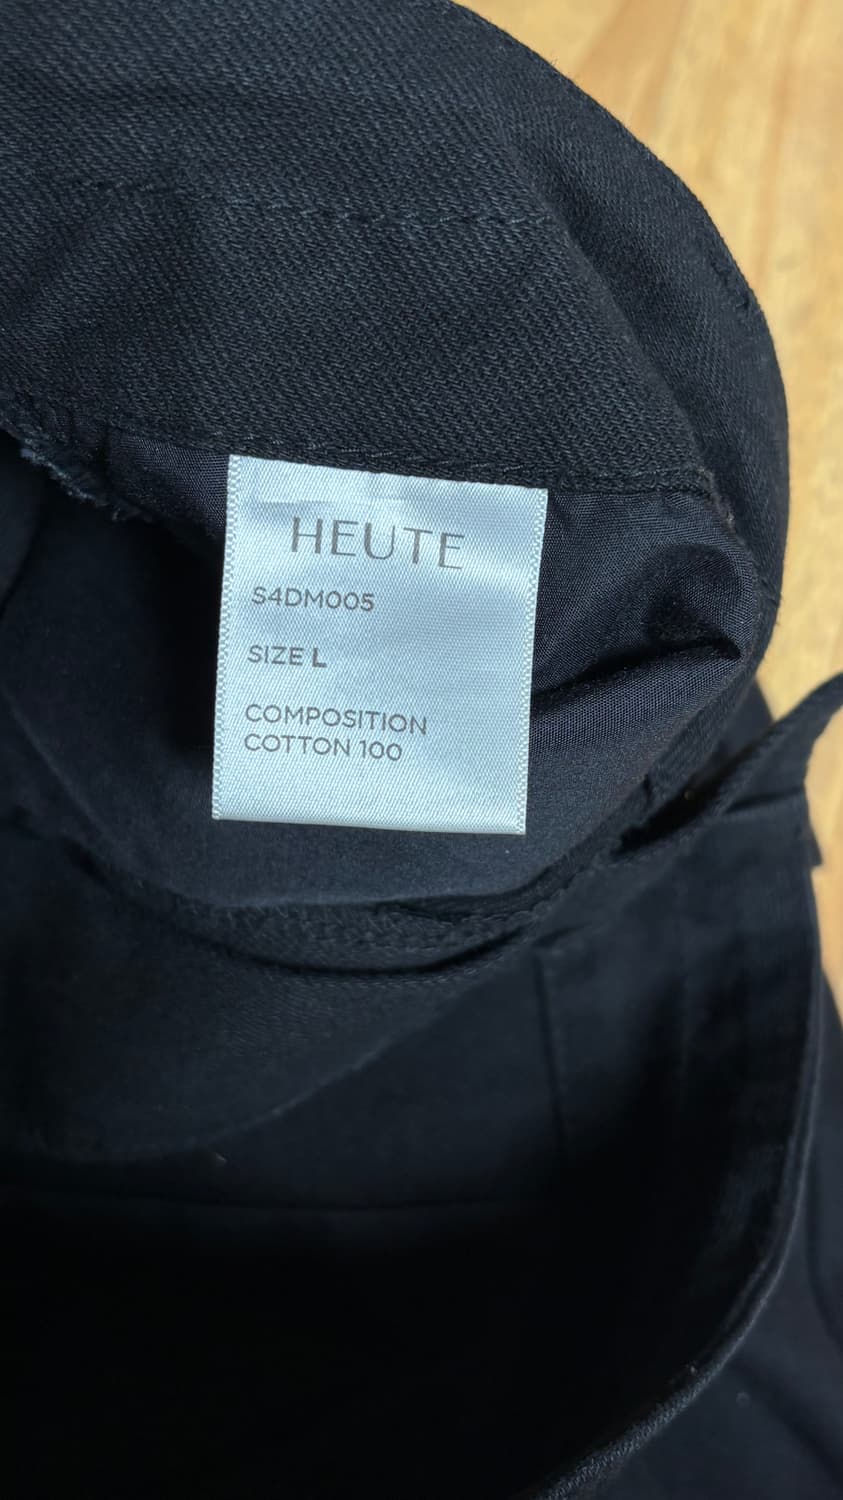 HEUTE
S4DM005
SIZE L
COMPOSITION
COTTON 100